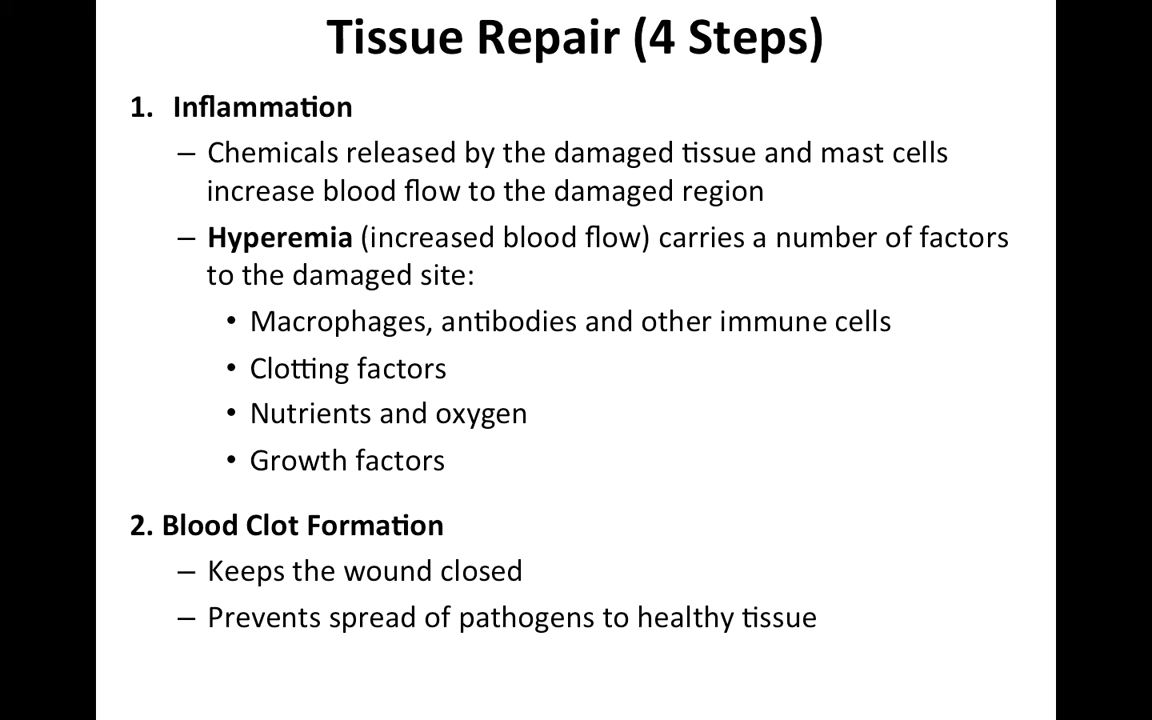 Tissue Repair (4 Steps)
1. Inflammation
– Chemicals released by the damaged tissue and mast cells
increase blood flow to the damaged region
– Hyperemia (increased blood flow) carries a number of factors
to the damaged site:
• Macrophages, antibodies and other immune cells
• Clotting factors
• Nutrients and oxygen
• Growth factors
2. Blood Clot Formation
– Keeps the wound closed
– Prevents spread of pathogens to healthy tissue